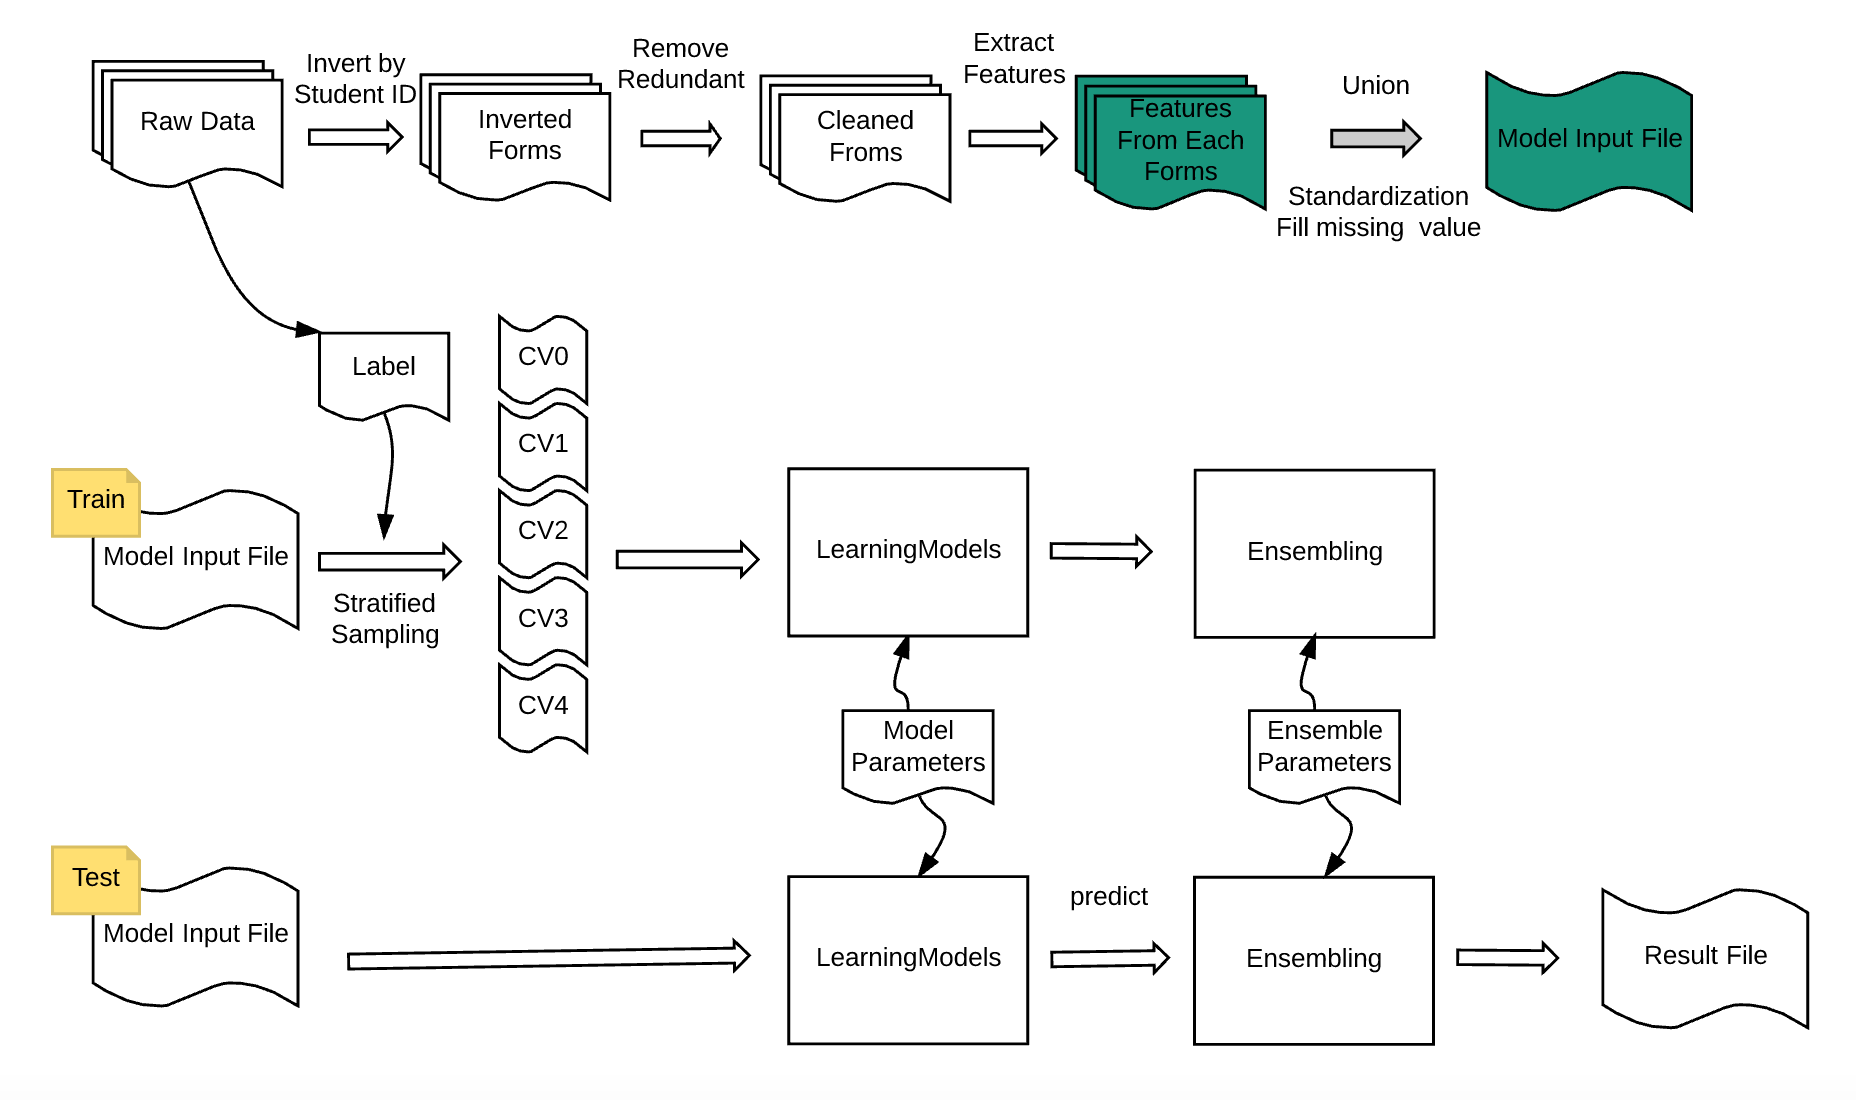 Raw Data
Invert by
Student ID
Inverted
Forms
Remove
Redundant
Cleaned
Froms
Extract
Features
Features
From Each
Forms
Union
Standardization
Fill missing  value
Model Input File
Label
Train
Model Input File
Stratified
Sampling
CV0
CV1
CV2
CV3
CV4
LearningModels
Ensembling
Model
Parameters
Ensemble
Parameters
Test
Model Input File
LearningModels
predict
Ensembling
Result File